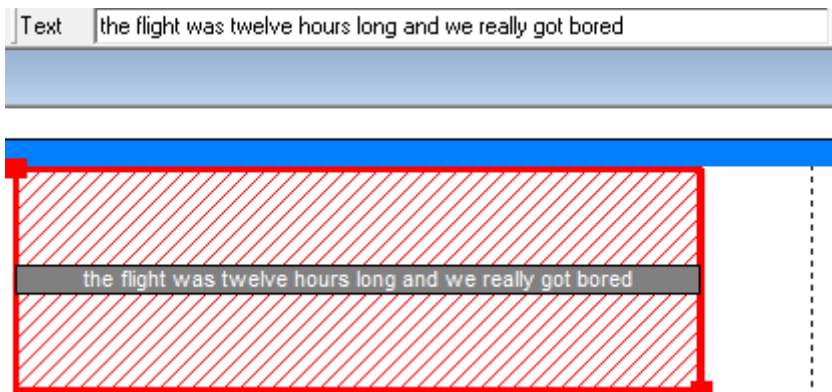 Text the flight was twelve hours long and we really got bored
the flight was twelve hours long and we really got bored